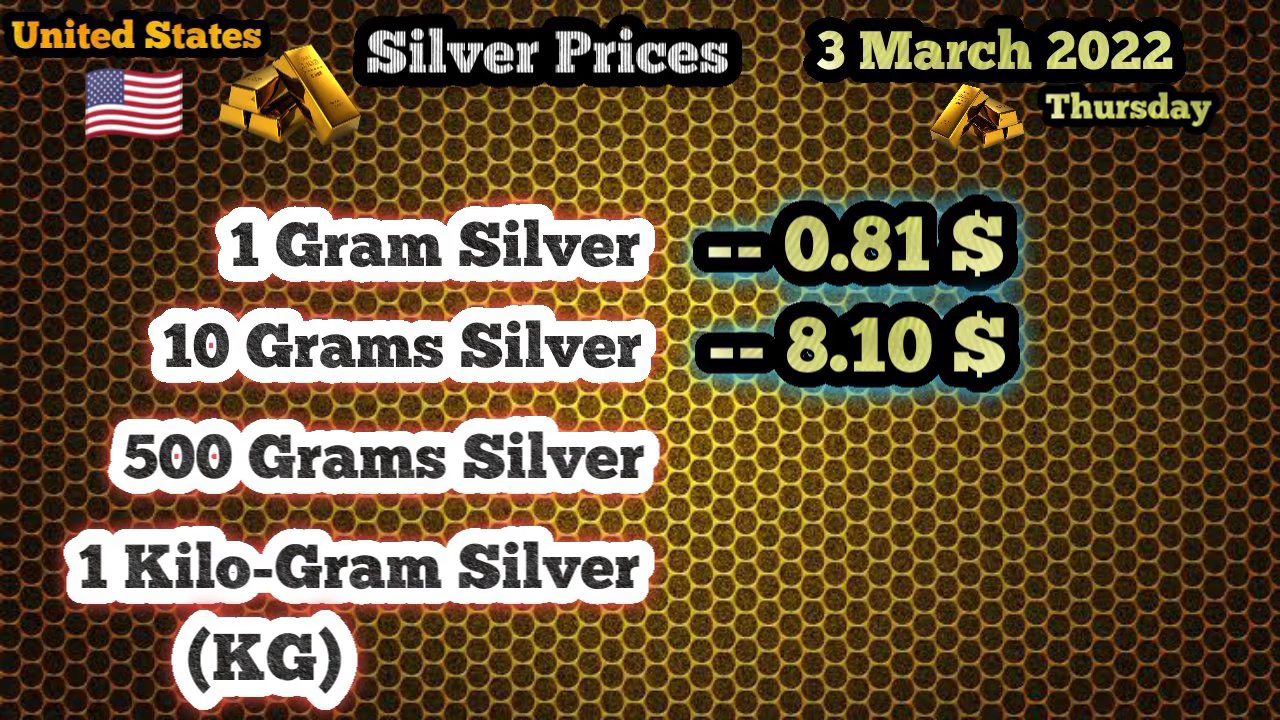 United States
Silver Prices
3 March 2022
Thursday
1 Gram Silver -- 0.81 $
10 Grams Silver -- 8.10 $
500 Grams Silver
1 Kilo-Gram Silver
(KG)